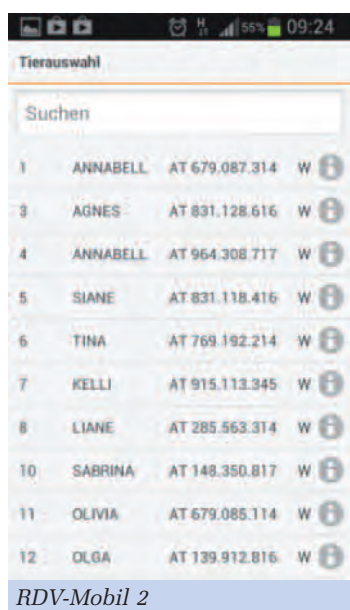 H 55% 09:24
Tierauswahl
Suchen
1 ANNABELL AT 679.087.314 W
3 AGNES AT 831.128.616 W
4 ANNABELL AT 964.308.717 W
5 SIANE AT 831.118.416 W
6 TINA AT 769.192.214 W
7 KELLI AT 915.113.345 W
8 LIANE AT 285.563.314 W
10 SABRINA AT 148.350.817 W
11 OLIVIA AT 679.085.114 W
12 OLGA AT 139.912.816 W
RDV-Mobil 2